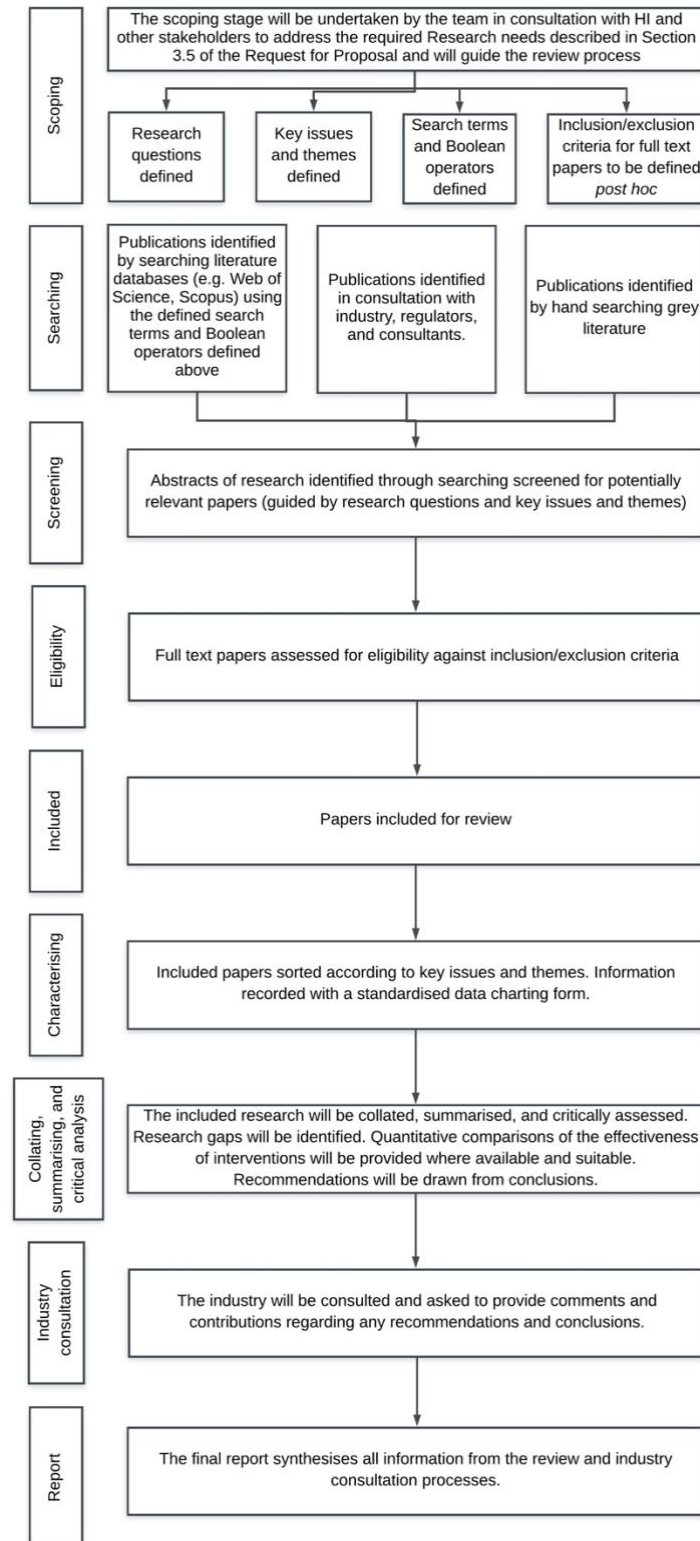 Scoping
The scoping stage will be undertaken by the team in consultation with HI and
other stakeholders to address the required Research needs described in Section
3.5 of the Request for Proposal and will guide the review process
Research
questions
defined
Key issues
and themes
defined
Search terms
and Boolean
operators
defined
Inclusion/exclusion
criteria for full text
papers to be defined
post hoc
Searching
Publications identified
by searching literature
databases (e.g. Web of
Science, Scopus) using
the defined search
terms and Boolean
operators defined
above
Publications identified
in consultation with
industry, regulators,
and consultants.
Publications identified
by hand searching grey
literature
Screening
Abstracts of research identified through searching screened for potentially
relevant papers (guided by research questions and key issues and themes)
Eligibility
Full text papers assessed for eligibility against inclusion/exclusion criteria
Included
Papers included for review
Characterising
Included papers sorted according to key issues and themes. Information
recorded with a standardised data charting form.
Collating,
summarising, and
critical analysis
The included research will be collated, summarised, and critically assessed.
Research gaps will be identified. Quantitative comparisons of the effectiveness
of interventions will be provided where available and suitable.
Recommendations will be drawn from conclusions.
Industry
consultation
The industry will be consulted and asked to provide comments and
contributions regarding any recommendations and conclusions.
Report
The final report synthesises all information from the review and industry
consultation processes.